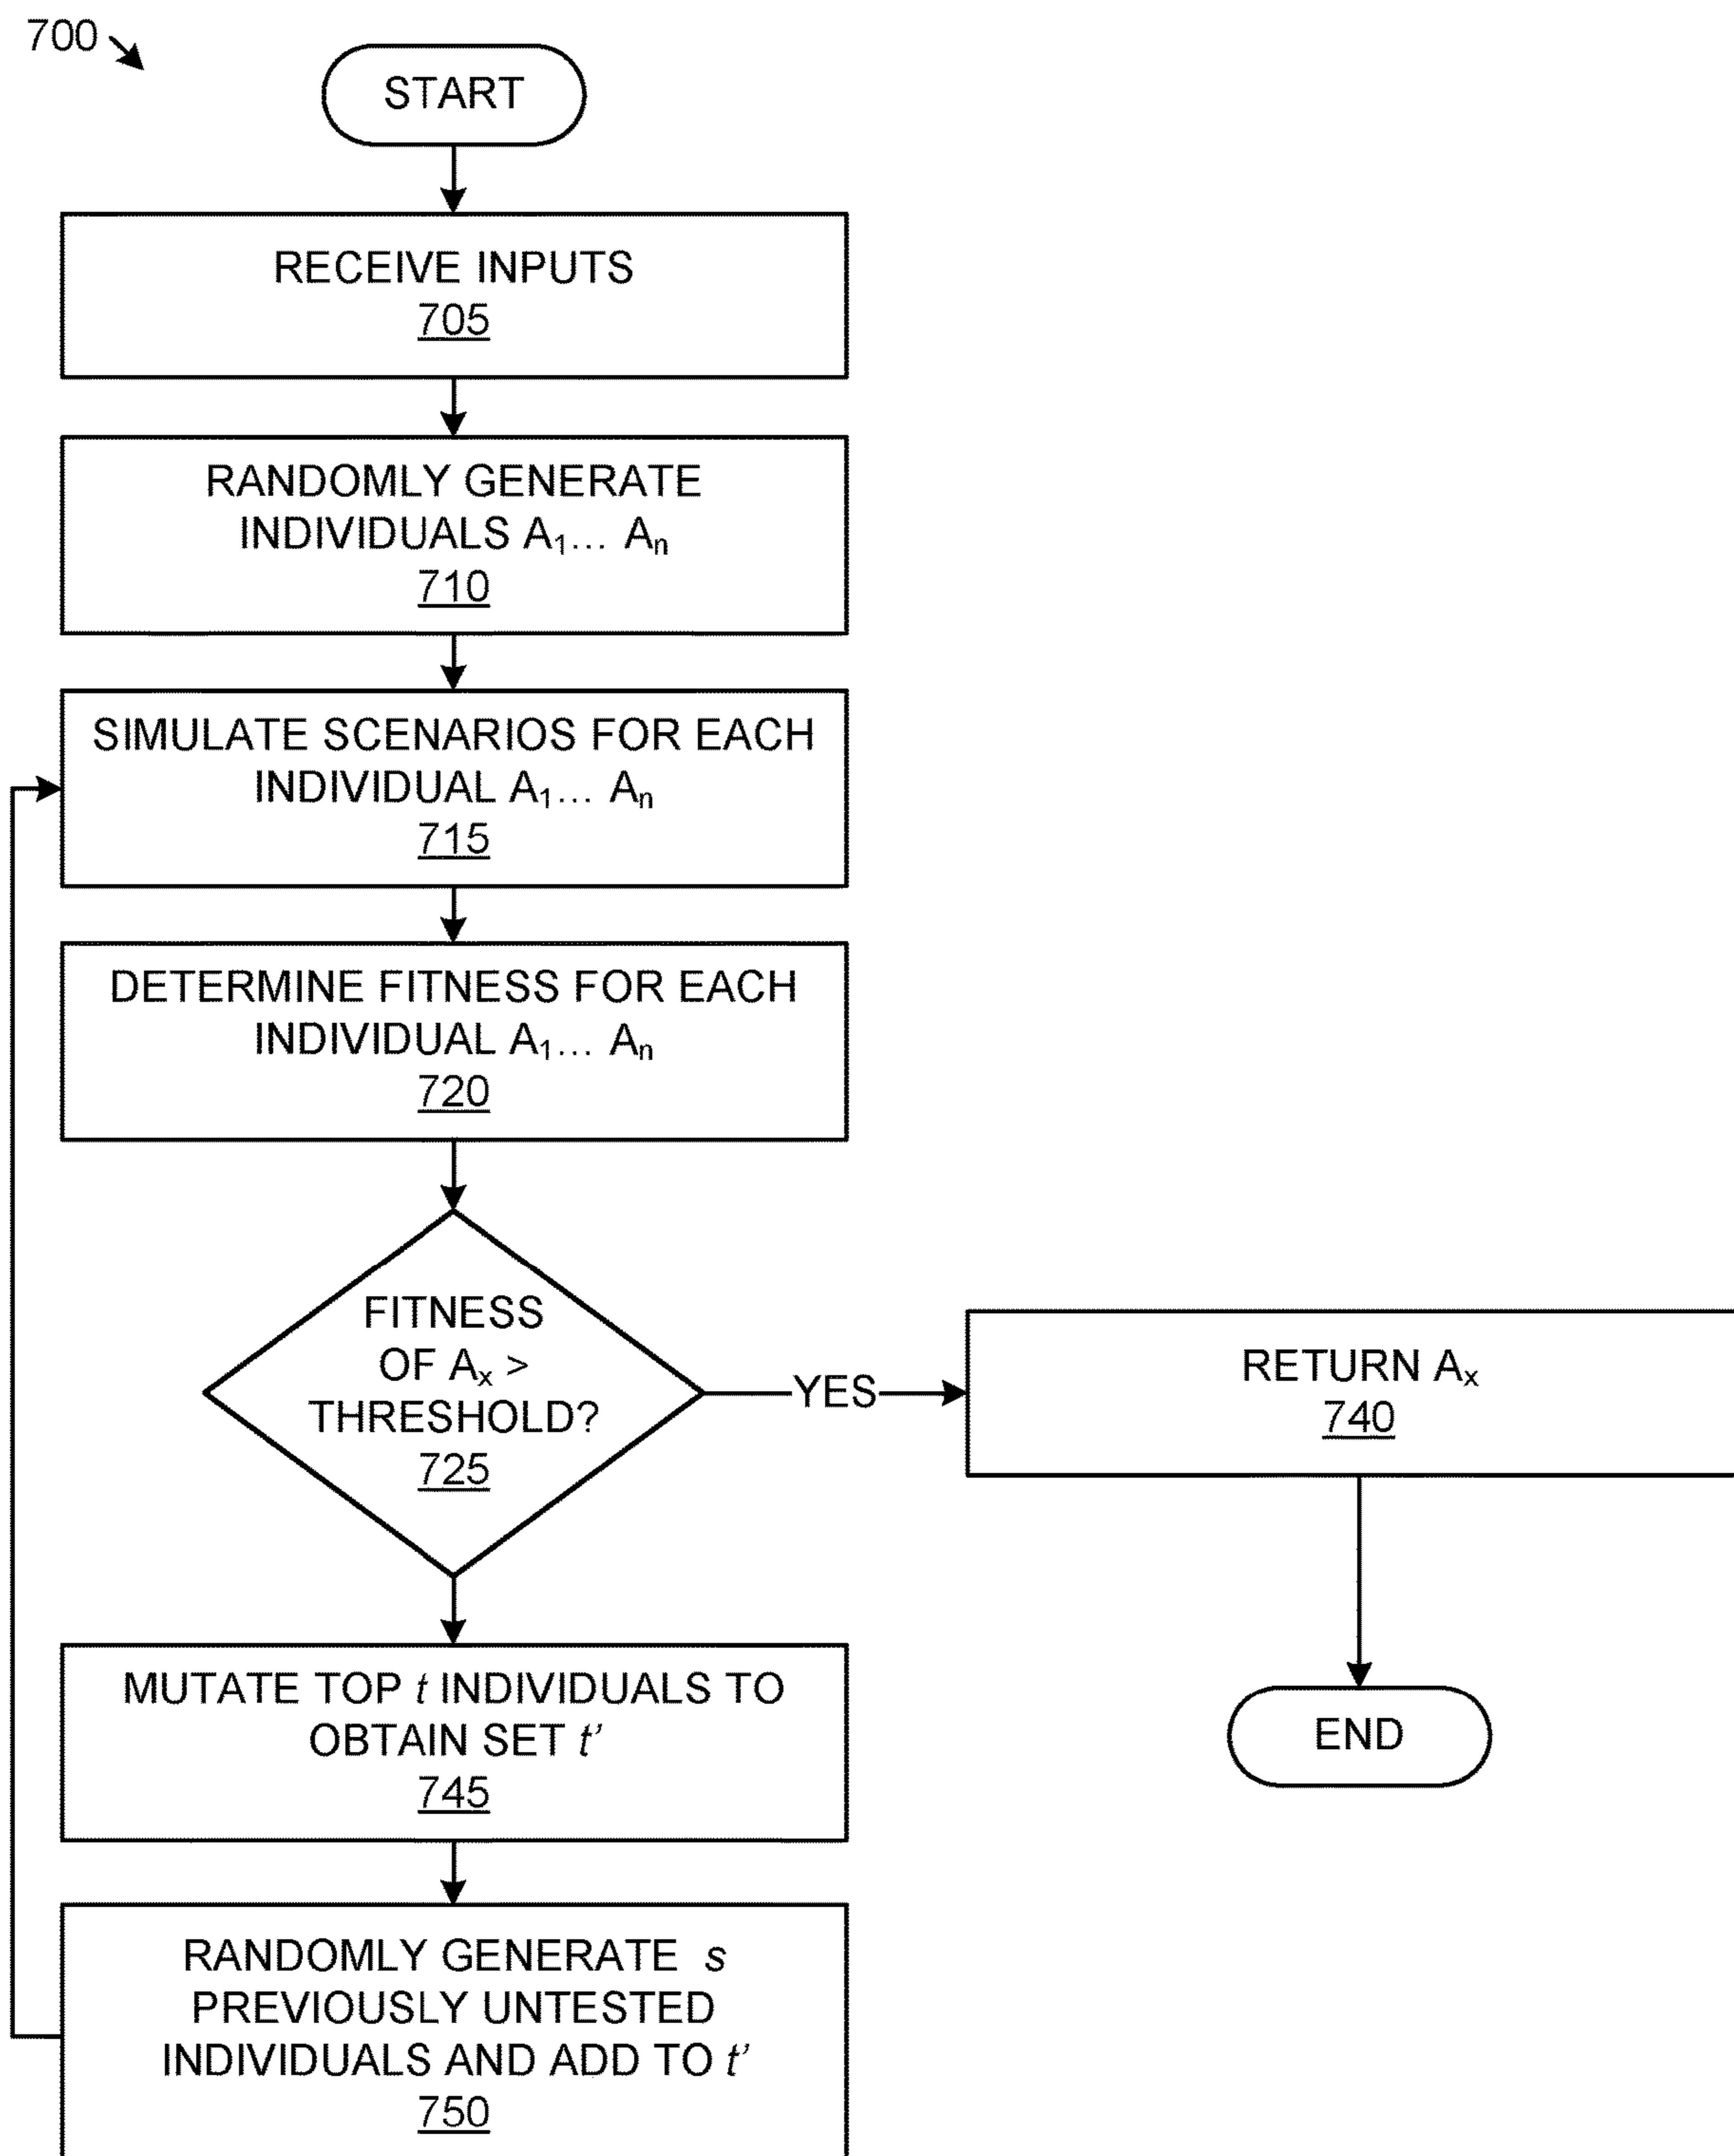 700
START
RECEIVE INPUTS
705
RANDOMLY GENERATE
INDIVIDUALS A₁... Aₙ
710
SIMULATE SCENARIOS FOR EACH
INDIVIDUAL A₁... Aₙ
715
DETERMINE FITNESS FOR EACH
INDIVIDUAL A₁... Aₙ
720
FITNESS
OF Aₓ >
THRESHOLD?
725
YES
RETURN Aₓ
740
END
MUTATE TOP t INDIVIDUALS TO
OBTAIN SET t’
745
RANDOMLY GENERATE s
PREVIOUSLY UNTESTED
INDIVIDUALS AND ADD TO t’
750